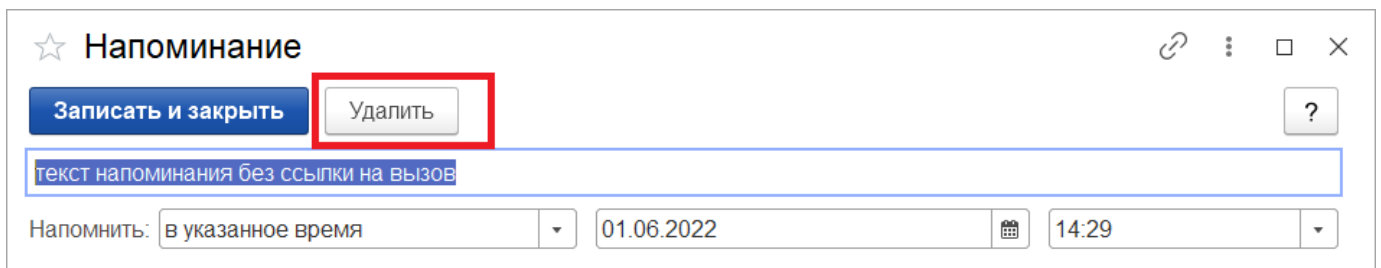 Напоминание
Записать и закрыть Удалить ?
текст напоминания без ссылки на вызов
Напомнить: в указанное время 01.06.2022 14:29